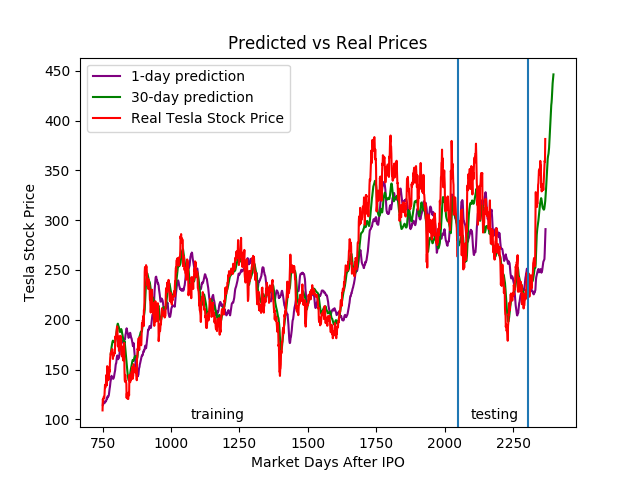 Predicted vs Real Prices
1-day prediction
30-day prediction
Real Tesla Stock Price
450
400
350
300
250
200
150
100
Tesla Stock Price
training
testing
750
1000
1250
1500
1750
2000
2250
Market Days After IPO